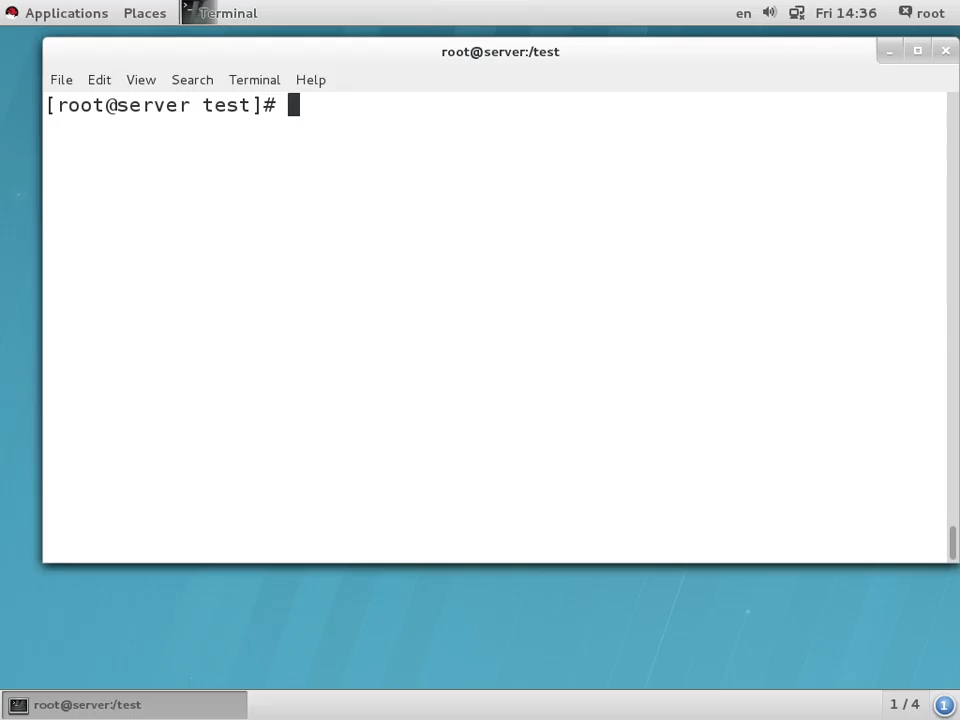 Applications Places Terminal en Fri 14:36 root
root@server:/test
File Edit View Search Terminal Help
[root@server test]#
root@server:/test 1 / 4 1